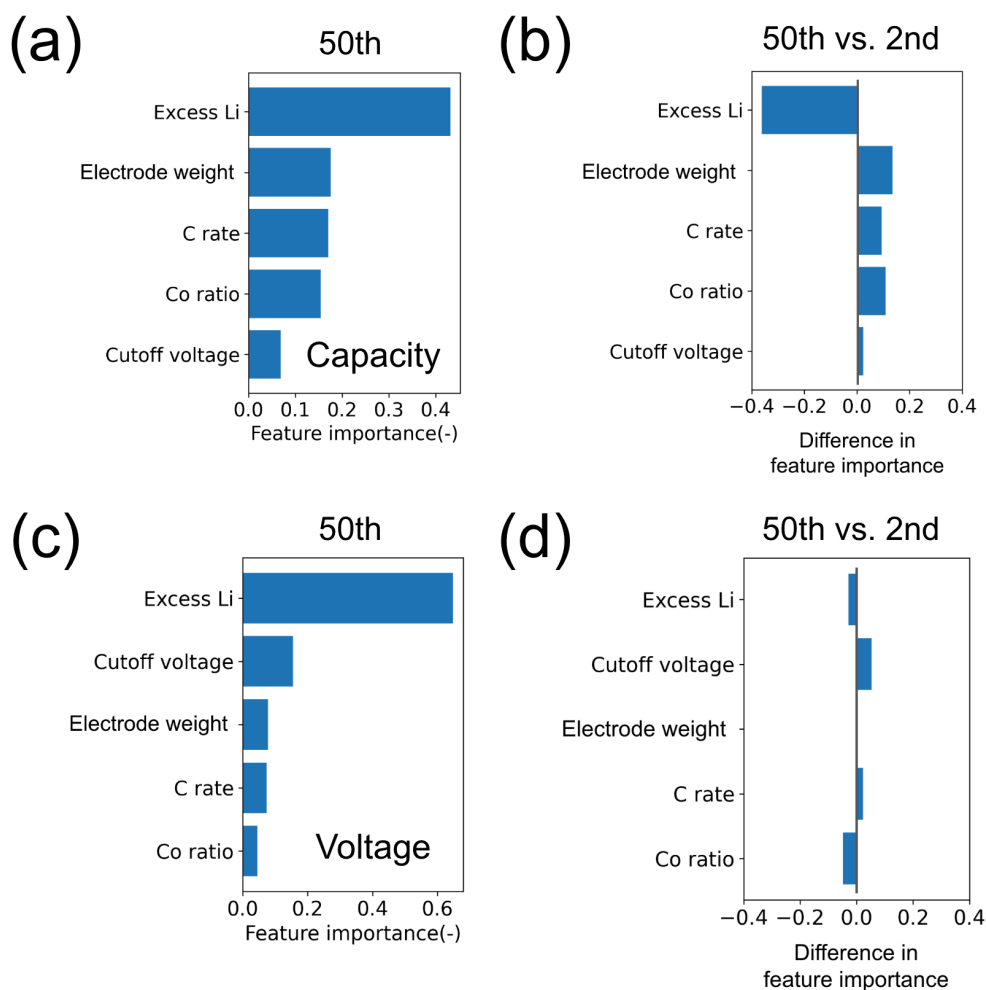 (a)
50th
Excess Li
Electrode weight
C rate
Co ratio
Cutoff voltage
Capacity
0.0 0.1 0.2 0.3 0.4
Feature importance(-)
(b)
50th vs. 2nd
Excess Li
Electrode weight
C rate
Co ratio
Cutoff voltage
−0.4 −0.2 0.0 0.2 0.4
Difference in
feature importance
(c)
50th
Excess Li
Cutoff voltage
Electrode weight
C rate
Co ratio
Voltage
0.0 0.2 0.4 0.6
Feature importance(-)
(d)
50th vs. 2nd
Excess Li
Cutoff voltage
Electrode weight
C rate
Co ratio
−0.4 −0.2 0.0 0.2 0.4
Difference in
feature importance